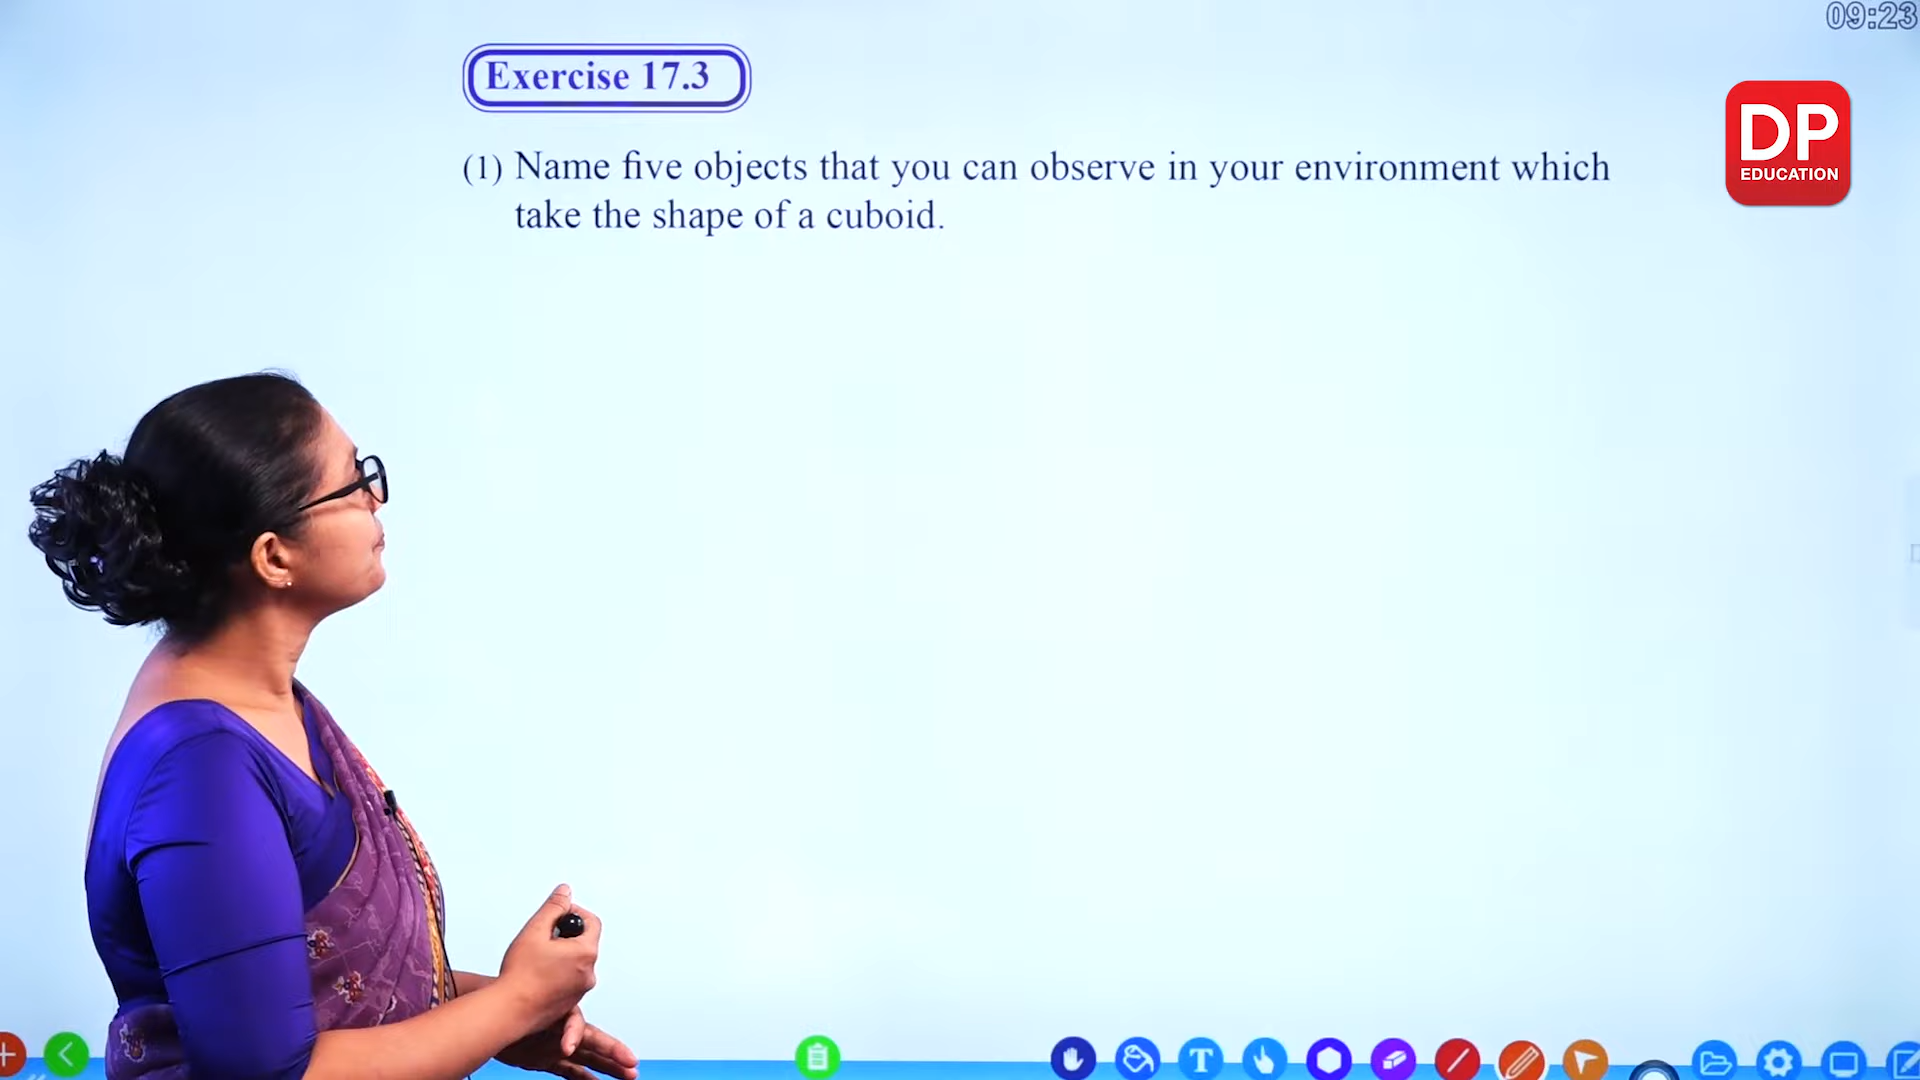 09:23
Exercise 17.3
DP
EDUCATION
(1) Name five objects that you can observe in your environment which
take the shape of a cuboid.
T